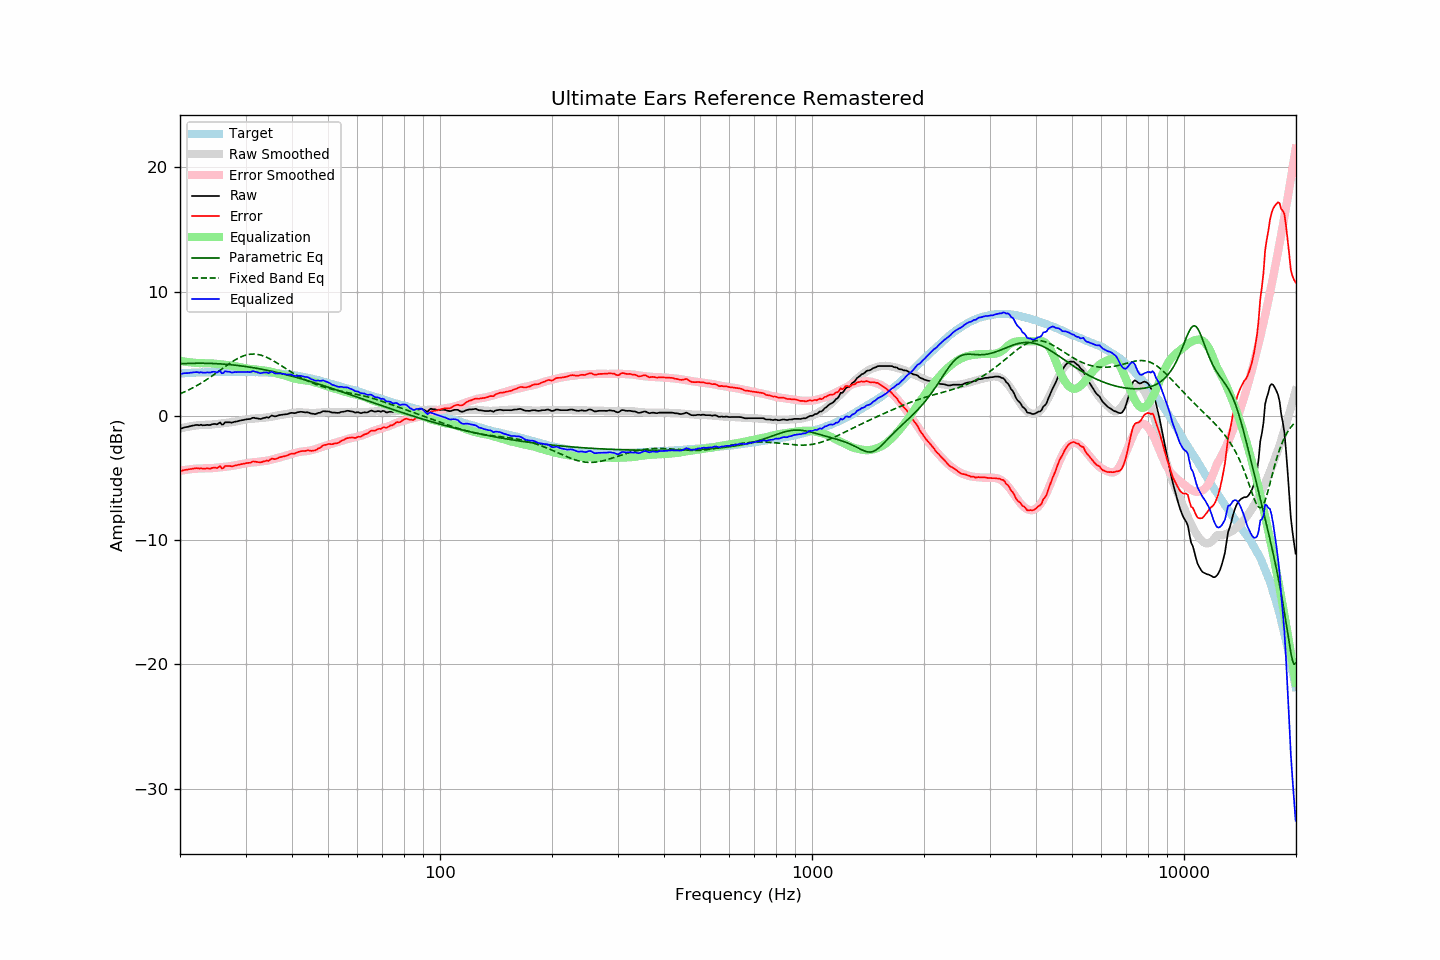 Ultimate Ears Reference Remastered
Target
Raw Smoothed
Error Smoothed
Raw
Error
Equalization
Parametric Eq
Fixed Band Eq
Equalized
20
10
0
−10
−20
−30
Amplitude (dBr)
100
1000
10000
Frequency (Hz)